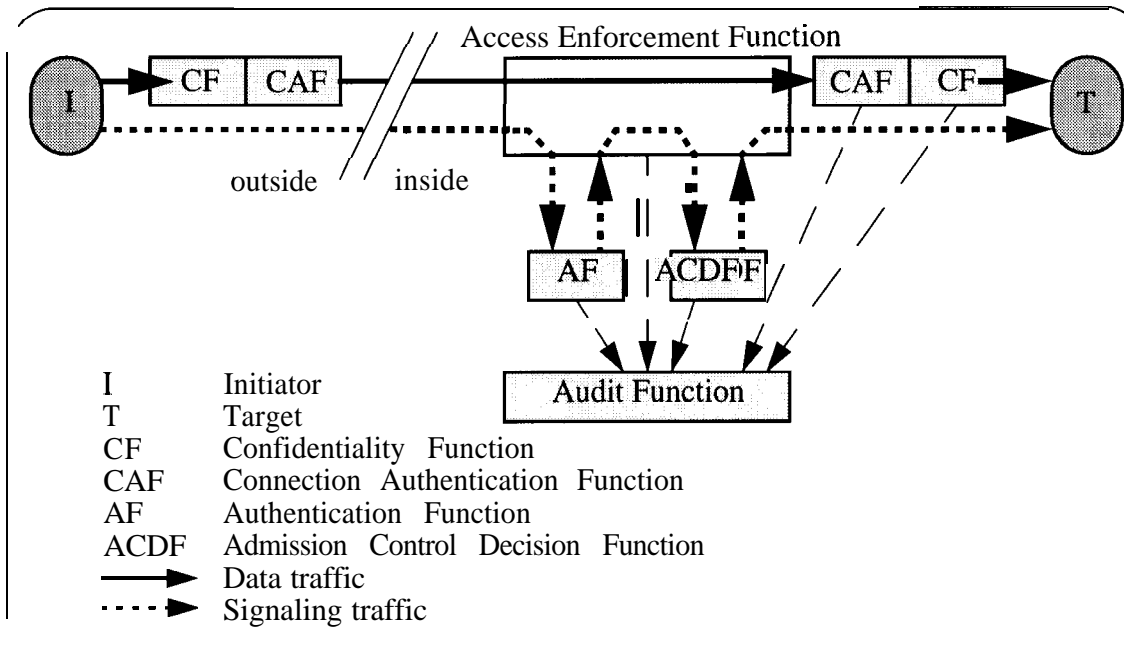 Access Enforcement Function
I
CF
CAF
CAF
CF
T
outside
inside
AF
ACDF
Audit Function
I Initiator
T Target
CF Confidentiality Function
CAF Connection Authentication Function
AF Authentication Function
ACDF Admission Control Decision Function
Data traffic
Signaling traffic